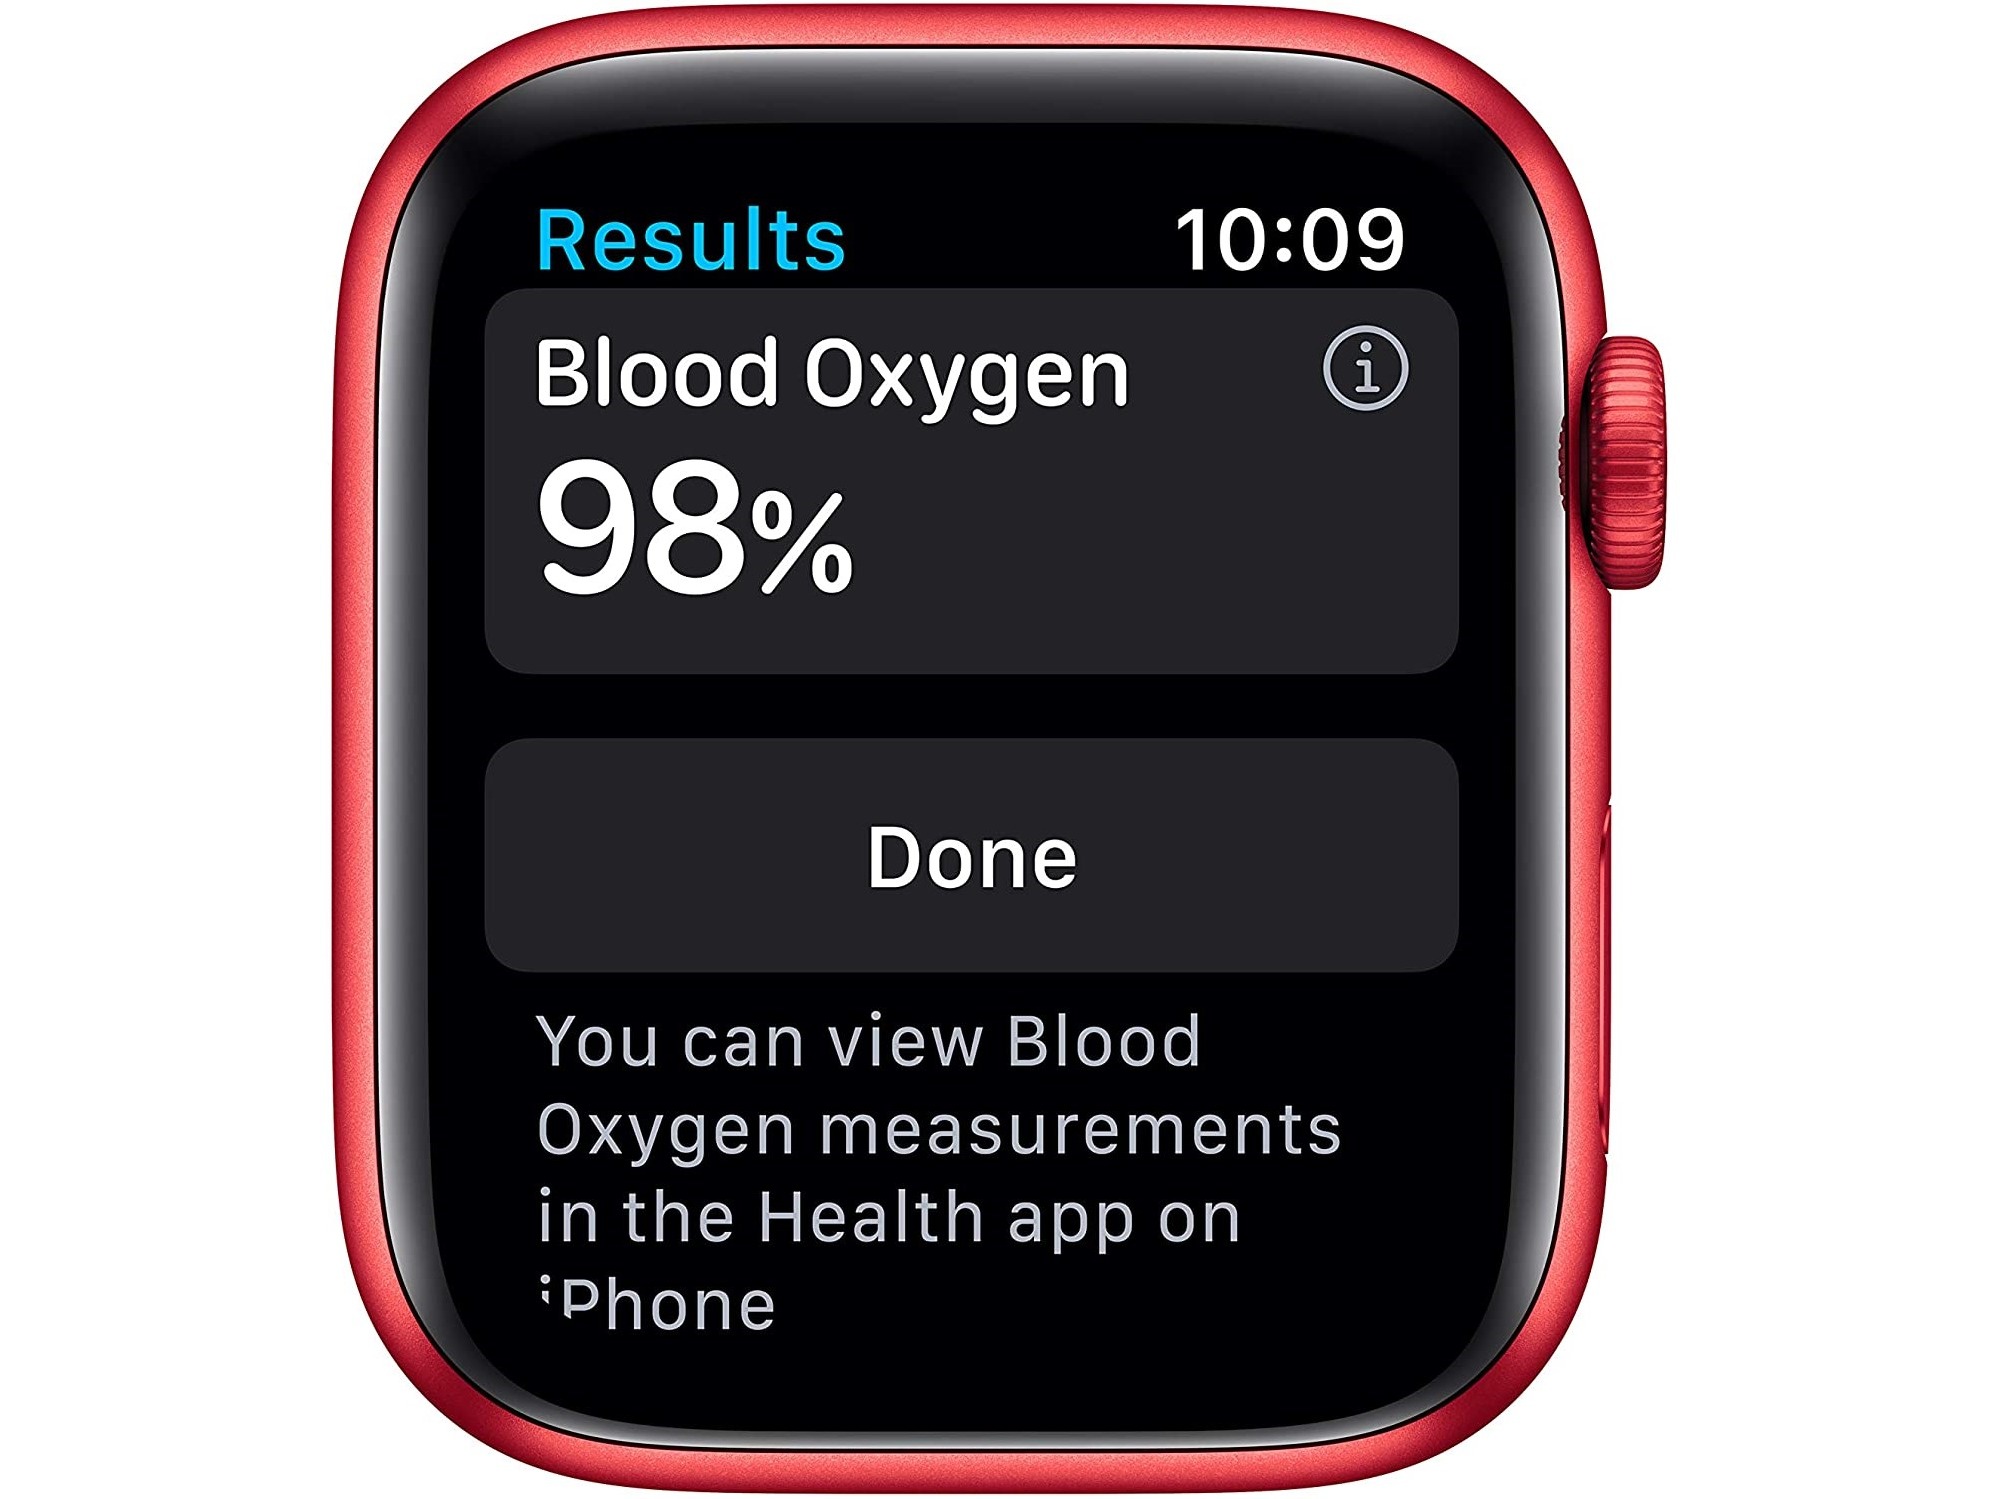 Results 10:09
Blood Oxygen
98%
Done
You can view Blood
Oxygen measurements
in the Health app on
iPhone